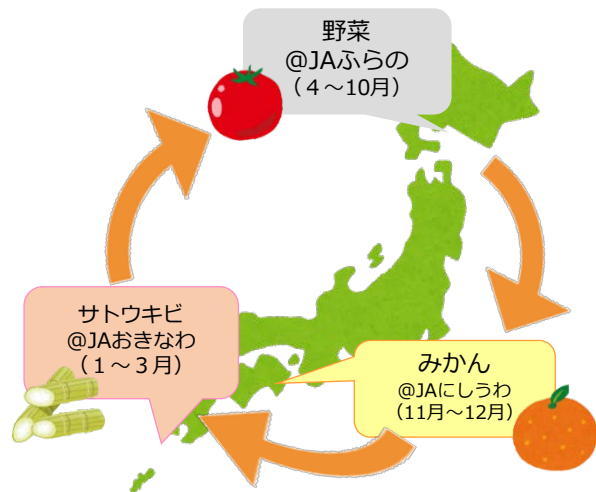 野菜
@JAふらの
（４～10月）
サトウキビ
@JAおきなわ
（１～３月）
みかん
@JAにしうわ
（11月～12月）